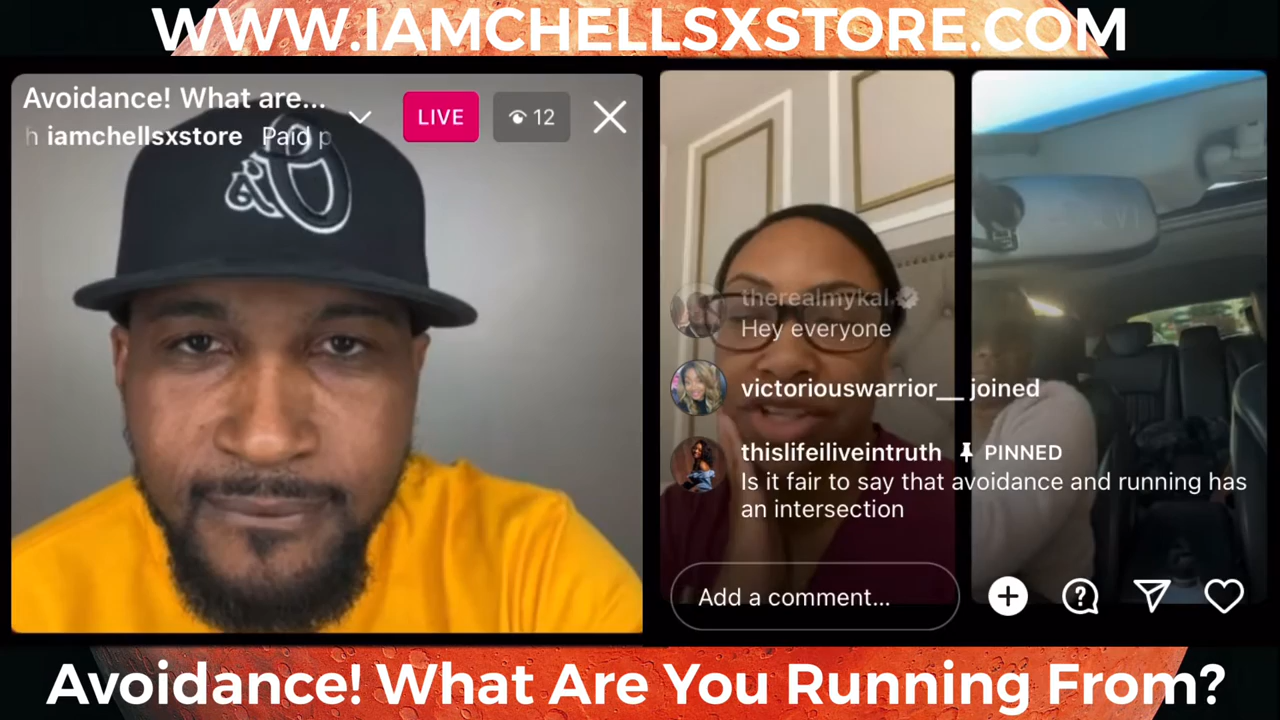 WWW.IAMCHELLSXSTORE.COM
Avoidance! What are...
h iamchellsxstore Paid p
LIVE
12
therealmykal
Hey everyone
victoriouswarrior__ joined
thislifeiliveintruth PINNED
Is it fair to say that avoidance and running has
an intersection
Add a comment...
Avoidance! What Are You Running From?